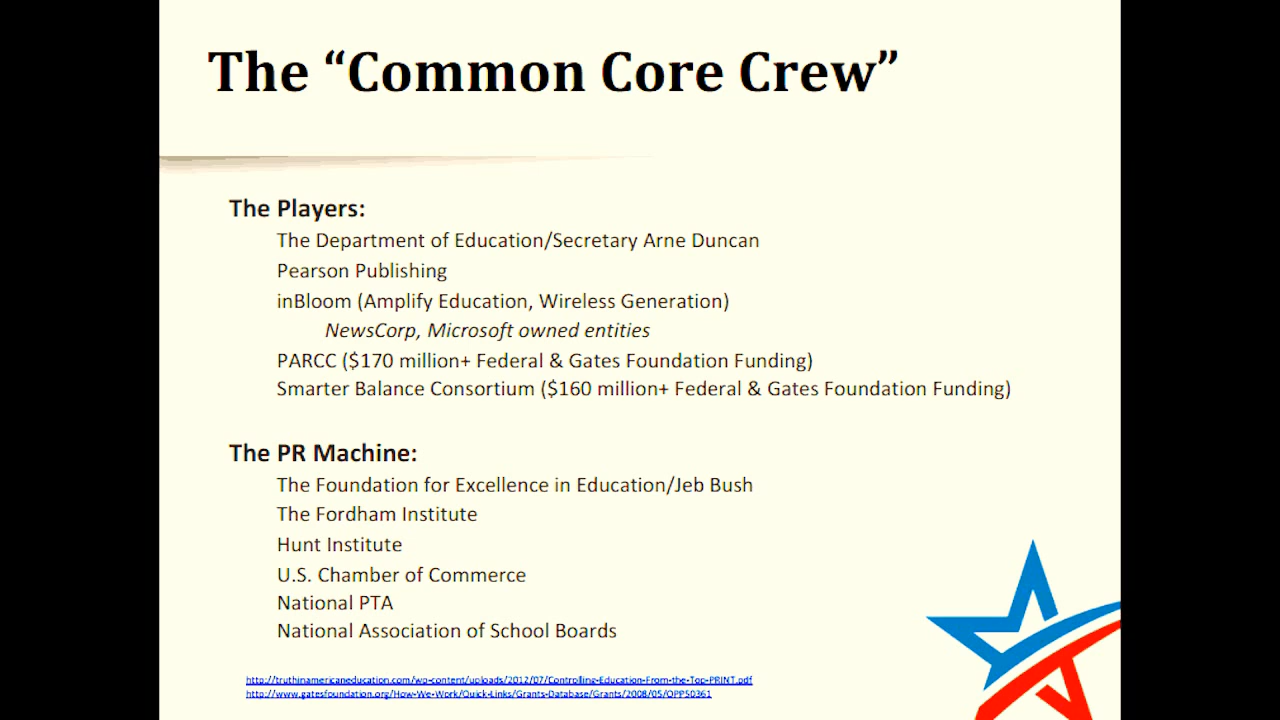 The “Common Core Crew”
The Players:
The Department of Education/Secretary Arne Duncan
Pearson Publishing
inBloom (Amplify Education, Wireless Generation)
NewsCorp, Microsoft owned entities
PARCC ($170 million+ Federal & Gates Foundation Funding)
Smarter Balance Consortium ($160 million+ Federal & Gates Foundation Funding)
The PR Machine:
The Foundation for Excellence in Education/Jeb Bush
The Fordham Institute
Hunt Institute
U.S. Chamber of Commerce
National PTA
National Association of School Boards
http://truthinamericaneducation.com/wp-content/uploads/2012/07/Controlling-Education-From-the-Top-PRINT.pdf
http://www.gatesfoundation.org/How-We-Work/Quick-Links/Grants-Database/Grants/2008/05/OPP50361